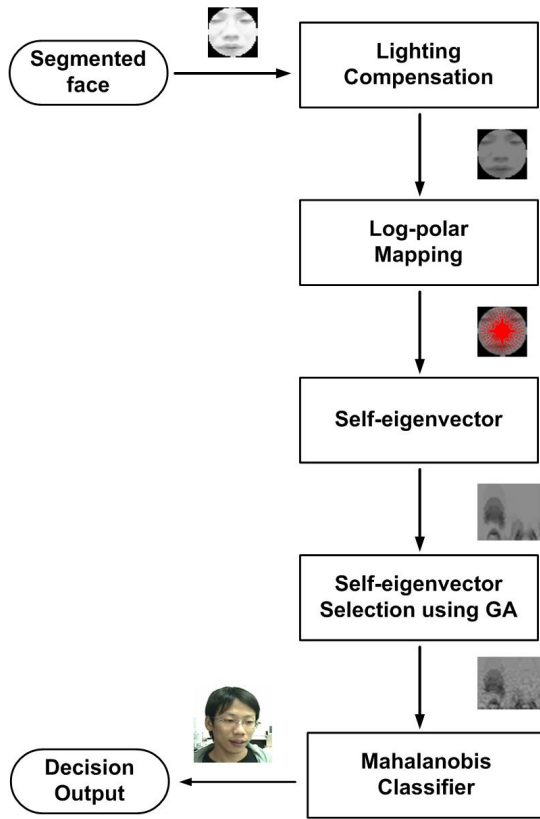 Segmented
face
Lighting
Compensation
Log-polar
Mapping
Self-eigenvector
Self-eigenvector
Selection using GA
Mahalanobis
Classifier
Decision
Output